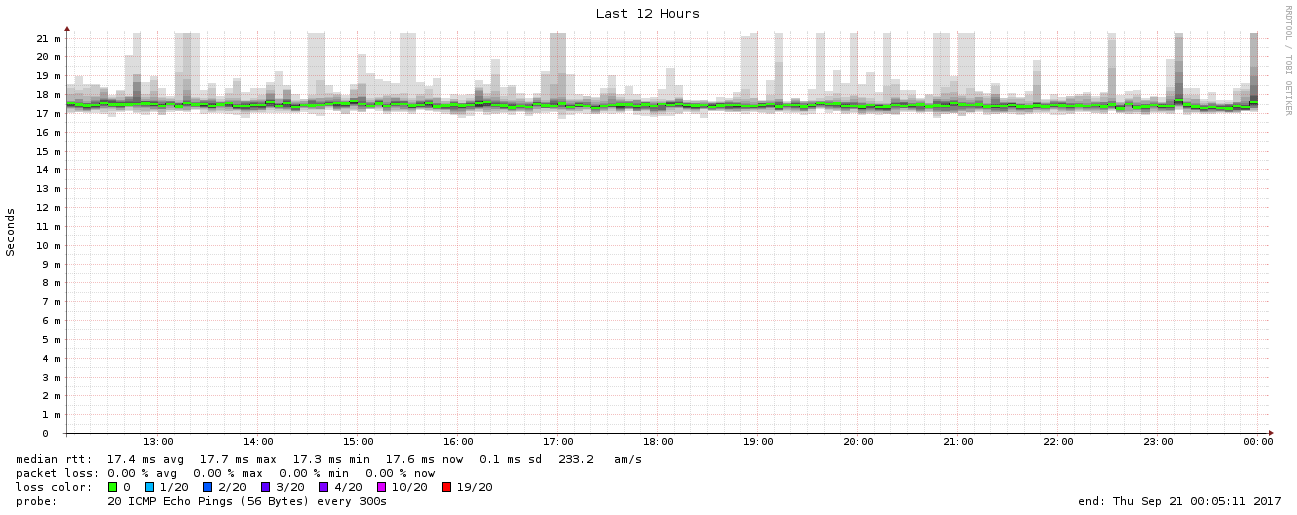 Last 12 Hours
RRDTOOL / TOBI OETIKER
Seconds
21 m
20 m
19 m
18 m
17 m
16 m
15 m
14 m
13 m
12 m
11 m
10 m
9 m
8 m
7 m
6 m
5 m
4 m
3 m
2 m
1 m
0
13:00 14:00 15:00 16:00 17:00 18:00 19:00 20:00 21:00 22:00 23:00 00:00
median rtt: 17.4 ms avg 17.7 ms max 17.3 ms min 17.6 ms now 0.1 ms sd 233.2 am/s
packet loss: 0.00 % avg 0.00 % max 0.00 % min 0.00 % now
loss color: 0 1/20 2/20 3/20 4/20 10/20 19/20
probe: 20 ICMP Echo Pings (56 Bytes) every 300s end: Thu Sep 21 00:05:11 2017